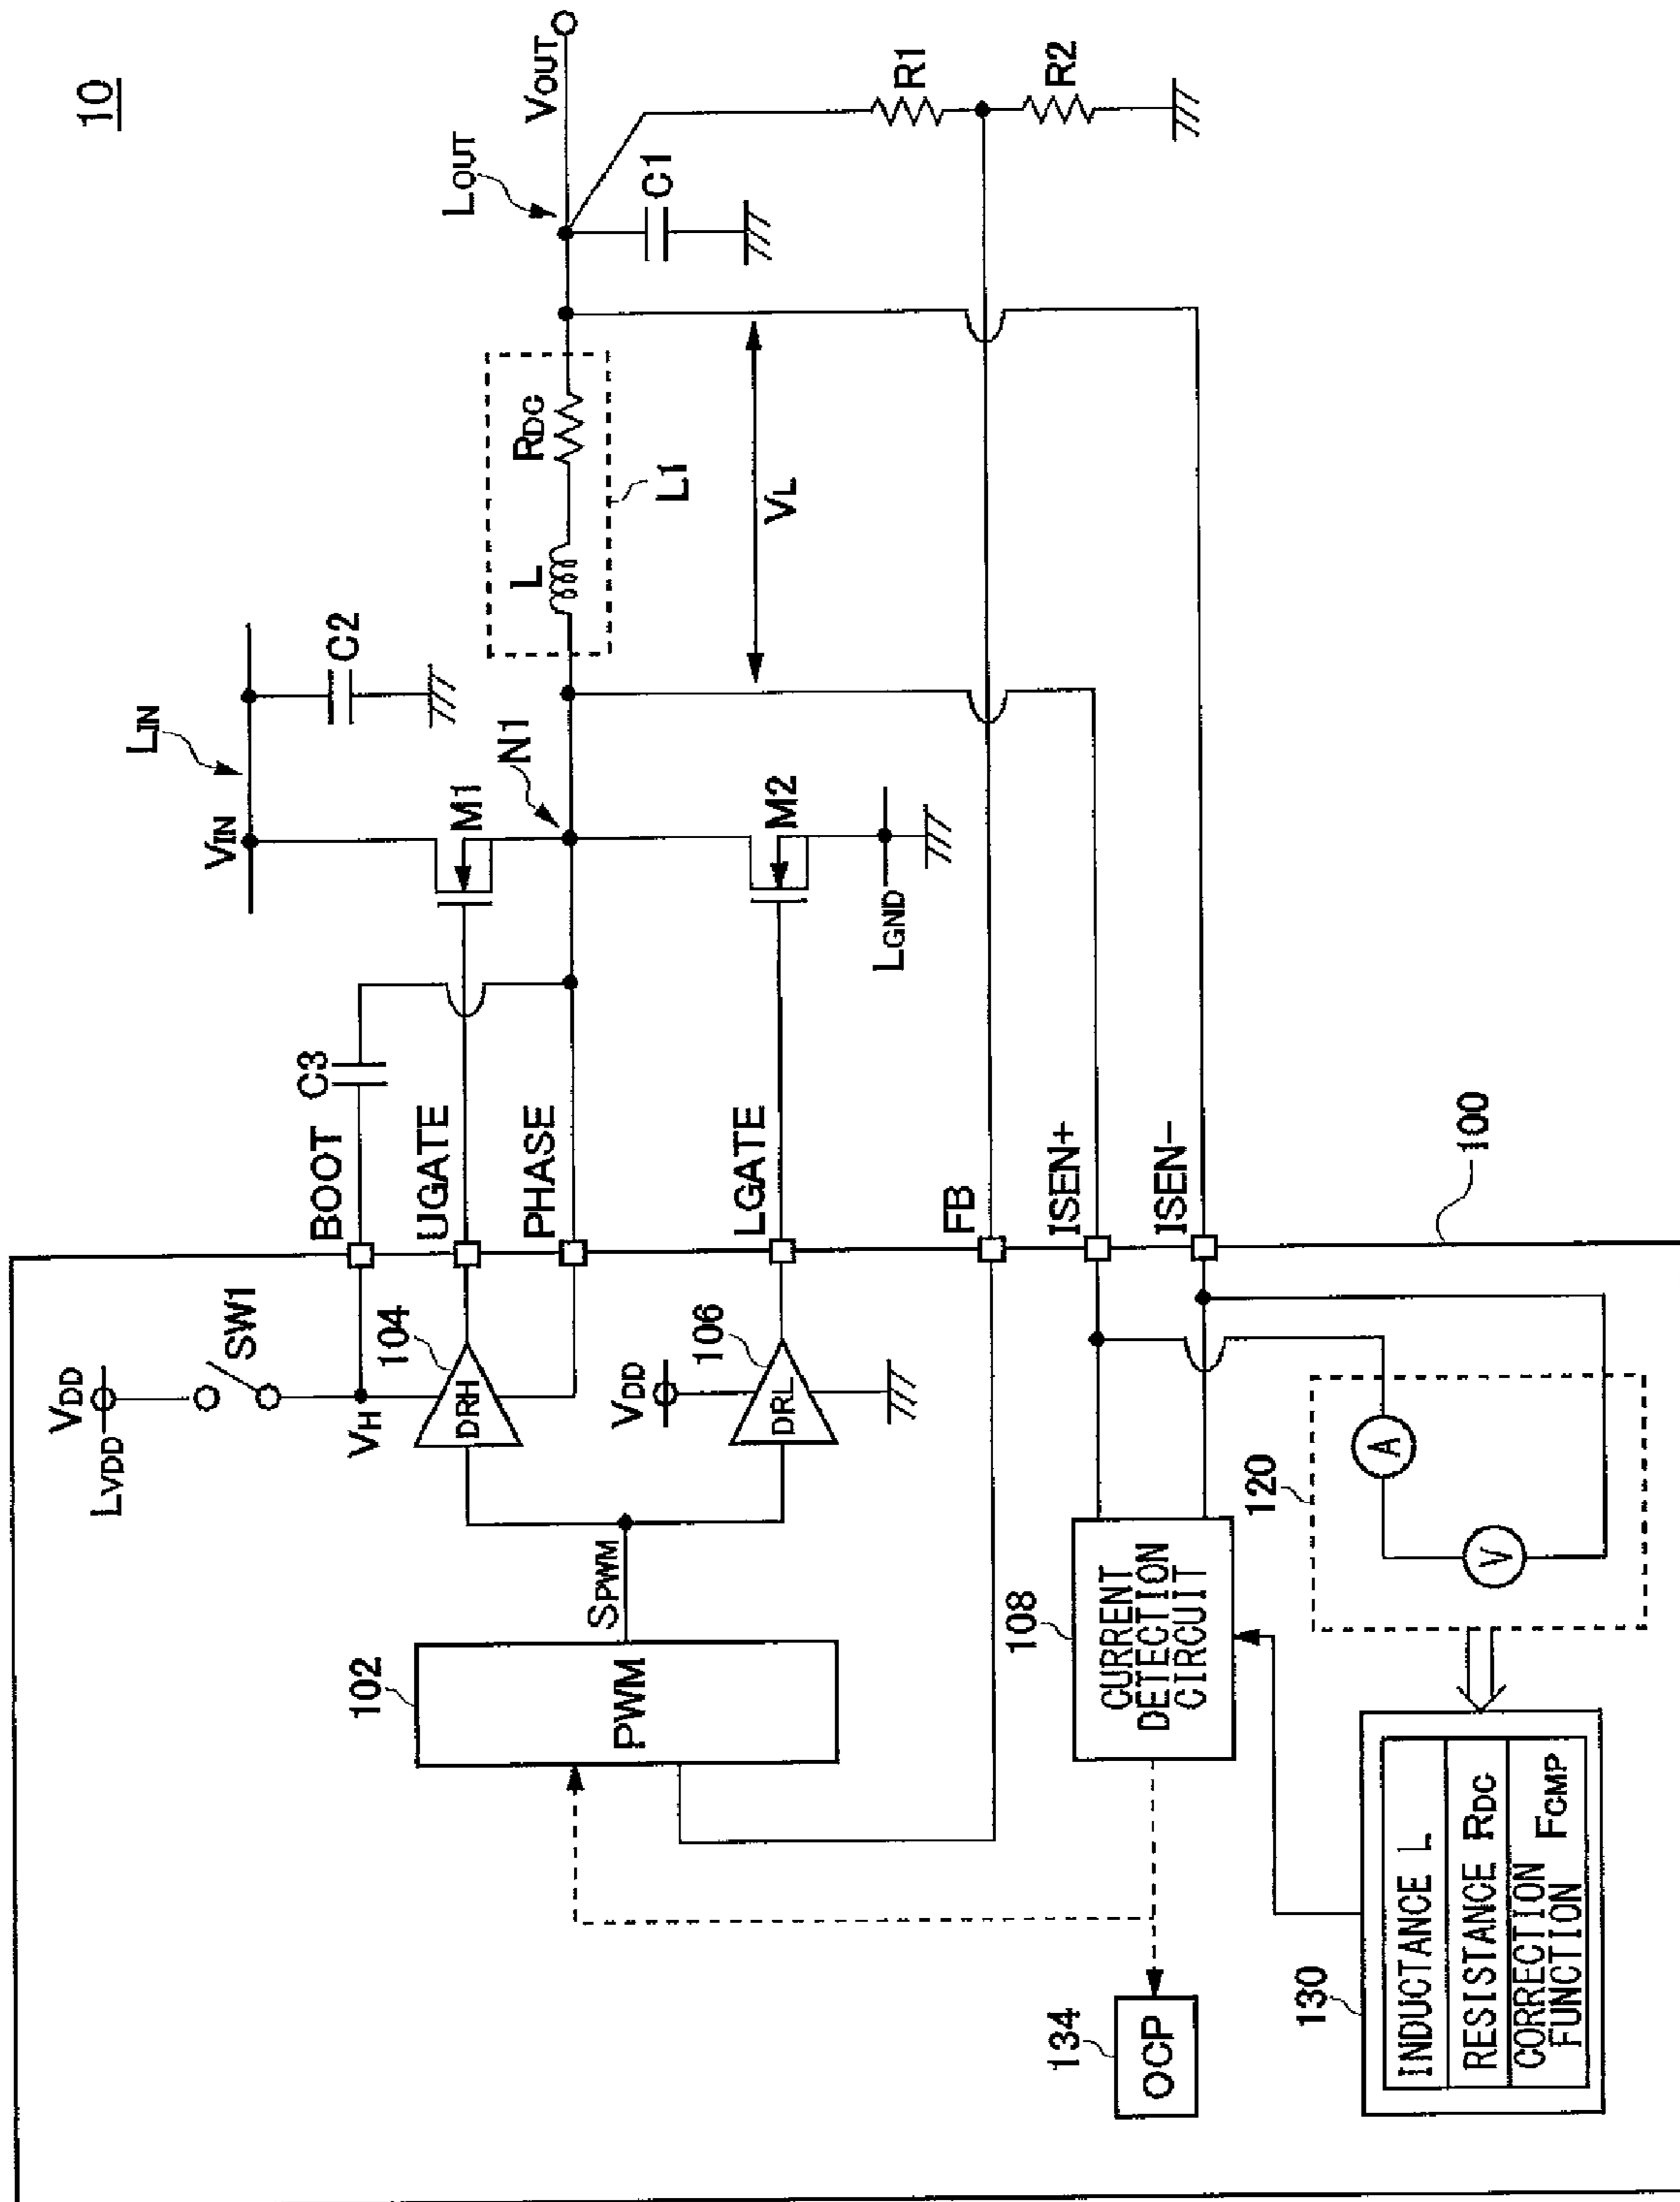 10
VDD
LVDD
SW1
VH
BOOT
C3
VIN
LIN
C2
104
DRH
UGATE
M1
PHASE
N1
L
RDC
L1
LOUT
VOUT
C1
VL
R1
R2
102
PWM
SPWM
VDD
106
DRL
LGATE
M2
LGND
FB
ISEN+
ISEN-
100
108
CURRENT
DETECTION
CIRCUIT
134
OCP
120
A
V
130
INDUCTANCE L
RESISTANCE RDC
CORRECTION
FUNCTION FCMP